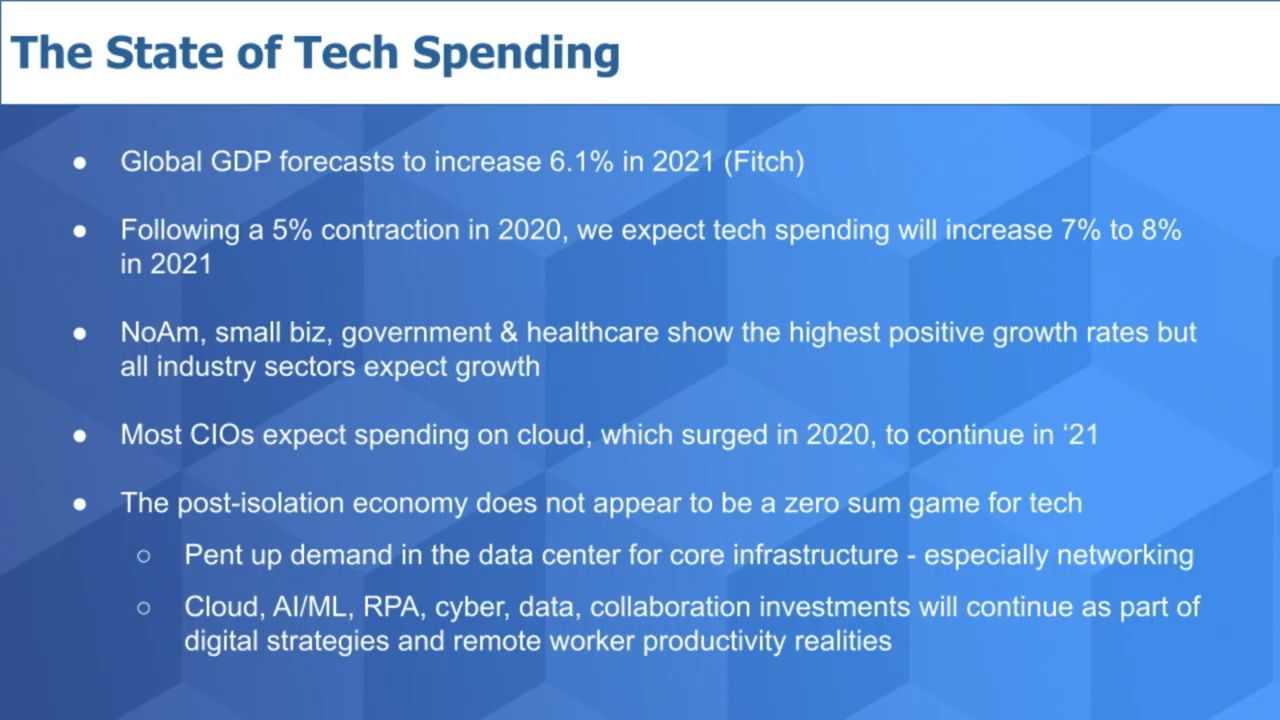 The State of Tech Spending
● Global GDP forecasts to increase 6.1% in 2021 (Fitch)
● Following a 5% contraction in 2020, we expect tech spending will increase 7% to 8%
in 2021
● NoAm, small biz, government & healthcare show the highest positive growth rates but
all industry sectors expect growth
● Most CIOs expect spending on cloud, which surged in 2020, to continue in ‘21
● The post-isolation economy does not appear to be a zero sum game for tech
○ Pent up demand in the data center for core infrastructure - especially networking
○ Cloud, AI/ML, RPA, cyber, data, collaboration investments will continue as part of
digital strategies and remote worker productivity realities